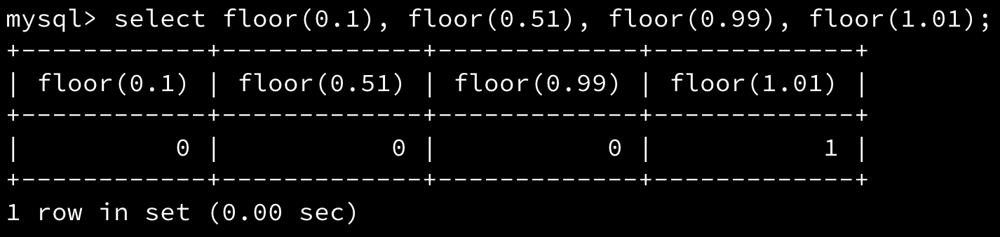 mysql> select floor(0.1), floor(0.51), floor(0.99), floor(1.01);
+------------+-------------+-------------+-------------+
| floor(0.1) | floor(0.51) | floor(0.99) | floor(1.01) |
+------------+-------------+-------------+-------------+
|          0 |           0 |           0 |           1 |
+------------+-------------+-------------+-------------+
1 row in set (0.00 sec)